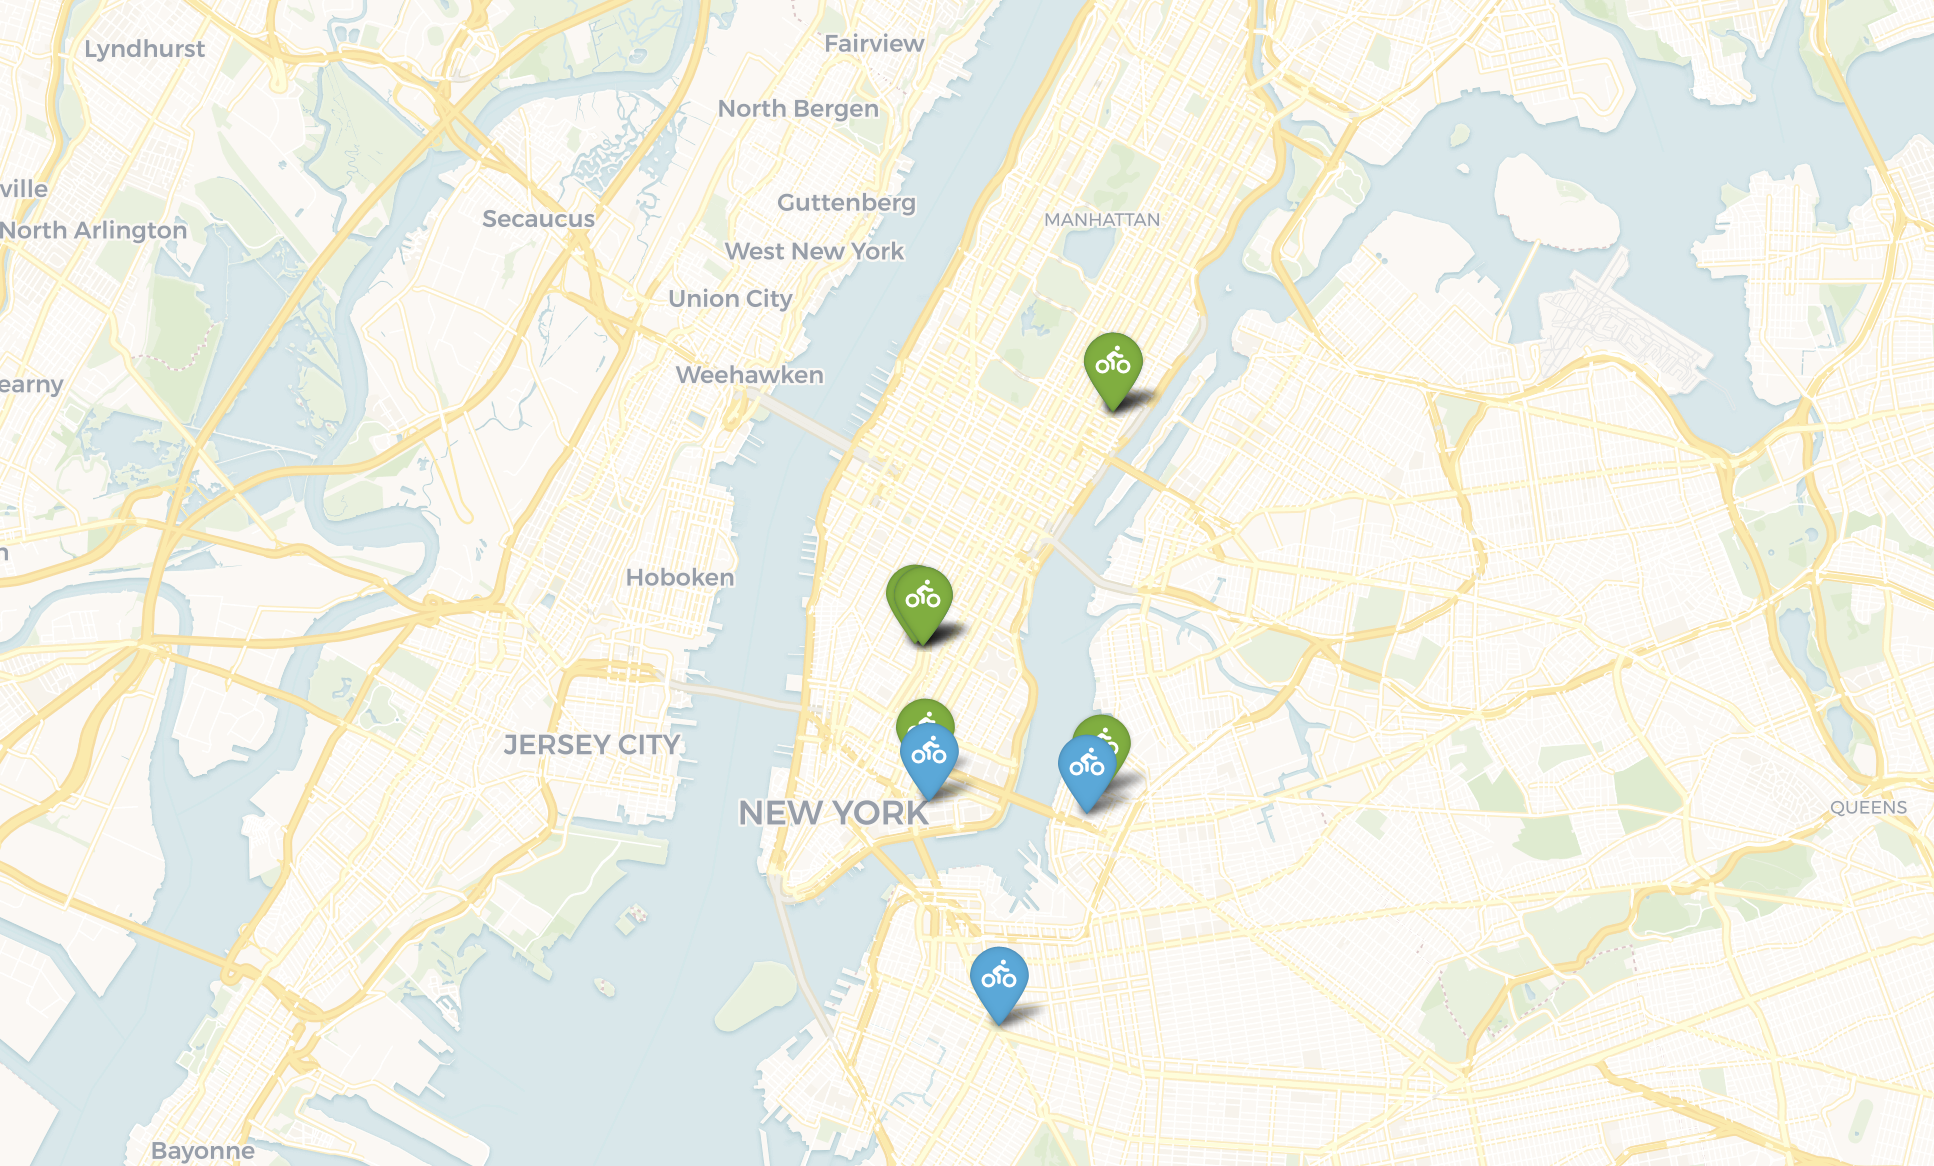 Lyndhurst
Fairview
North Bergen
ville
Guttenberg
Secaucus
MANHATTAN
North Arlington
West New York
Union City
Weehawken
earny
n
Hoboken
JERSEY CITY
NEW YORK
QUEENS
Bayonne